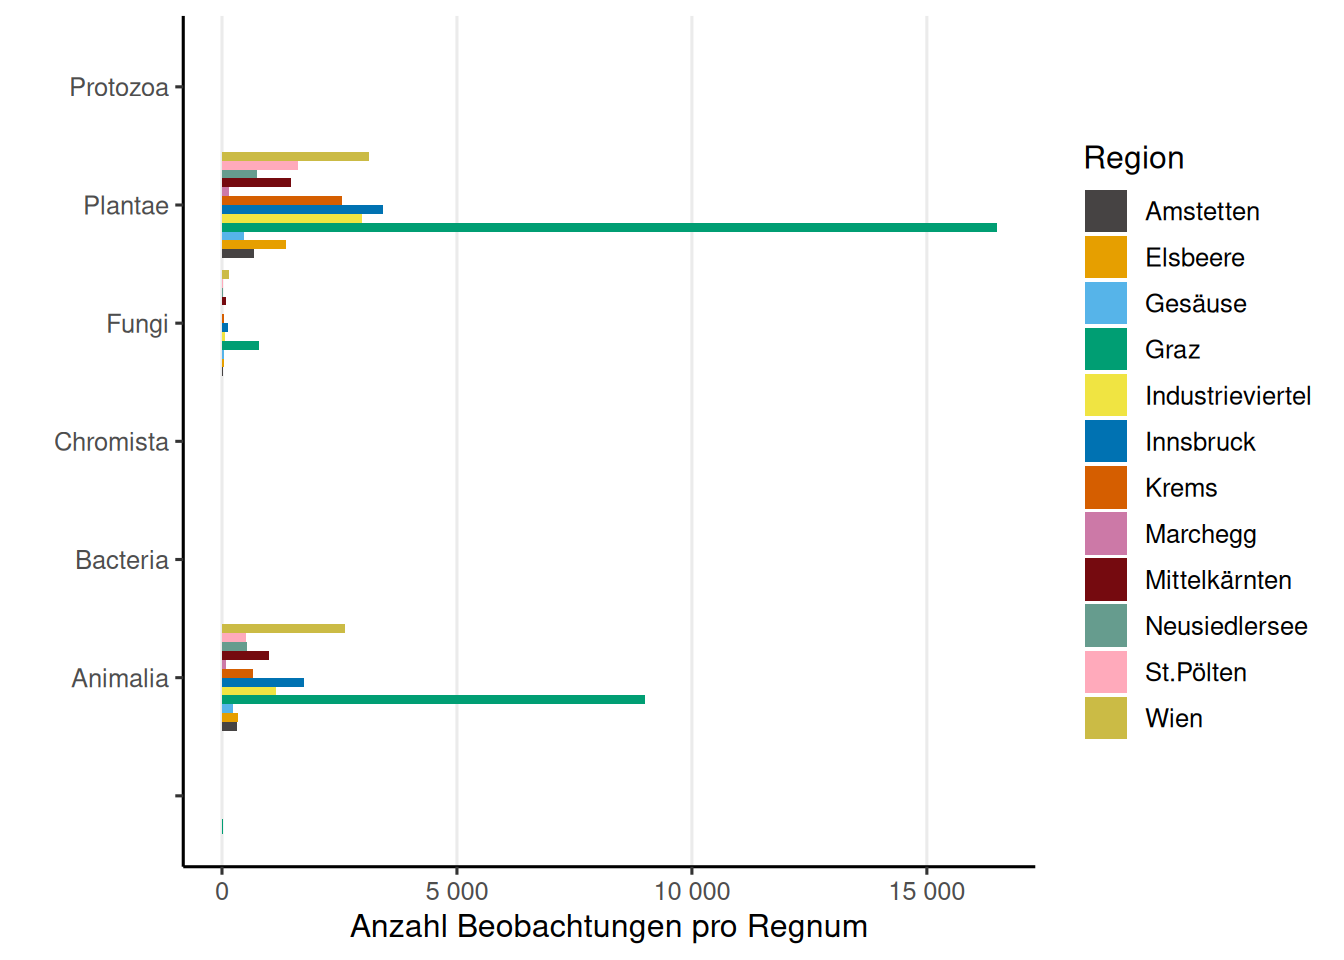 Protozoa
Plantae
Fungi
Chromista
Bacteria
Animalia
0
5 000
10 000
15 000
Anzahl Beobachtungen pro Regnum
Region
Amstetten
Elsbeere
Gesäuse
Graz
Industrieviertel
Innsbruck
Krems
Marchegg
Mittelkärnten
Neusiedlersee
St.Pölten
Wien